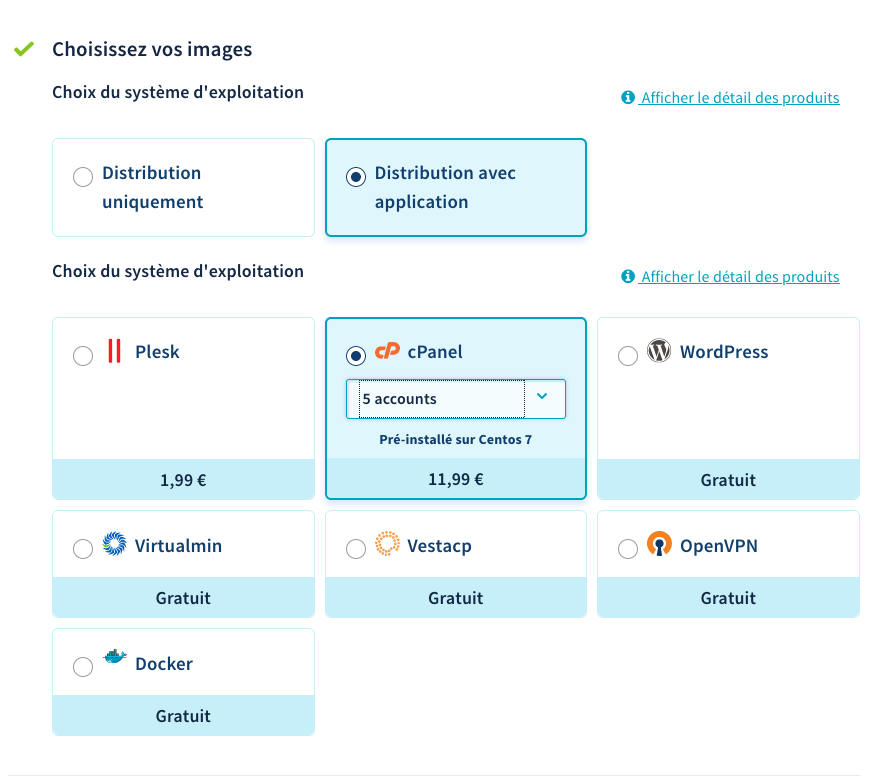 Choisissez vos images
Choix du système d'exploitation
Afficher le détail des produits
Distribution
uniquement
Distribution avec
application
Choix du système d'exploitation
Afficher le détail des produits
Plesk
1,99 €
cPanel
5 accounts
Pré-installé sur Centos 7
11,99 €
WordPress
Gratuit
Virtualmin
Gratuit
Vestacp
Gratuit
OpenVPN
Gratuit
Docker
Gratuit